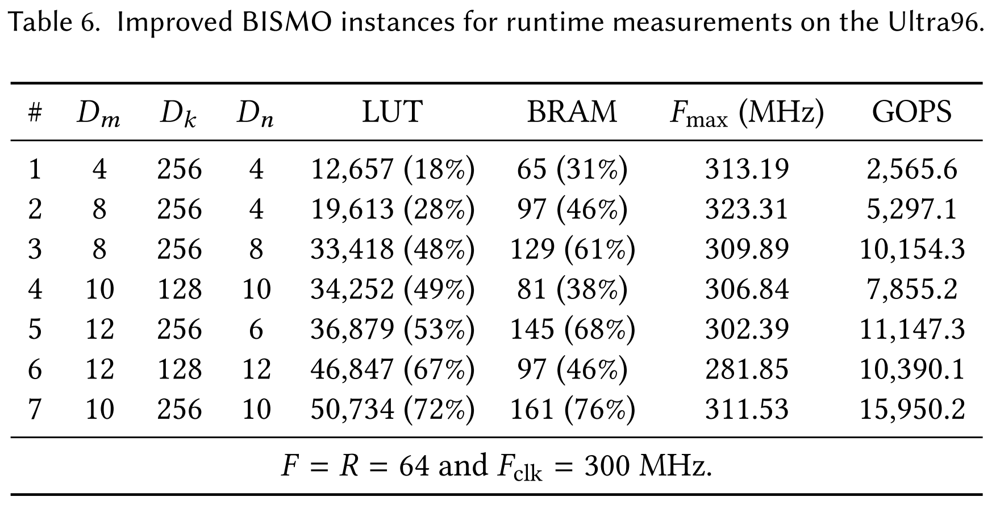 Table 6. Improved BISMO instances for runtime measurements on the Ultra96.
# D_m D_k D_n LUT BRAM F_max (MHz) GOPS
1 4 256 4 12,657 (18%) 65 (31%) 313.19 2,565.6
2 8 256 4 19,613 (28%) 97 (46%) 323.31 5,297.1
3 8 256 8 33,418 (48%) 129 (61%) 309.89 10,154.3
4 10 128 10 34,252 (49%) 81 (38%) 306.84 7,855.2
5 12 256 6 36,879 (53%) 145 (68%) 302.39 11,147.3
6 12 128 12 46,847 (67%) 97 (46%) 281.85 10,390.1
7 10 256 10 50,734 (72%) 161 (76%) 311.53 15,950.2
F = R = 64 and F_clk = 300 MHz.